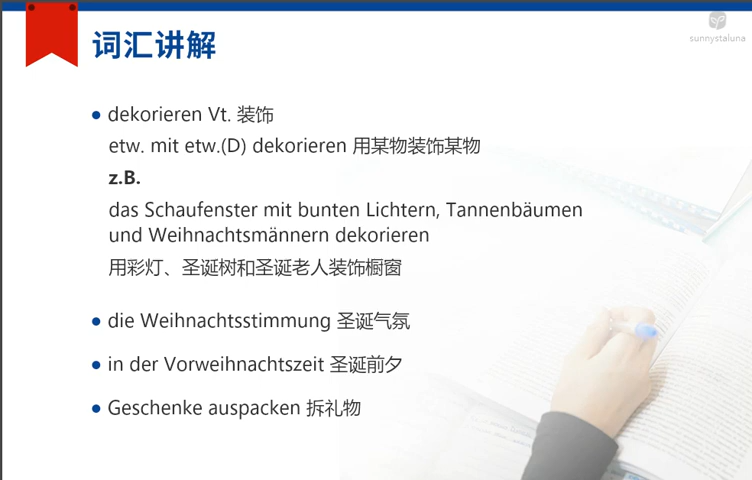 sunnystaluna
词汇讲解
dekorieren Vt. 装饰
etw. mit etw.(D) dekorieren 用某物装饰某物
z.B.
das Schaufenster mit bunten Lichtern, Tannenbäumen
und Weihnachtsmännern dekorieren
用彩灯、圣诞树和圣诞老人装饰橱窗
die Weihnachtsstimmung 圣诞气氛
in der Vorweihnachtszeit 圣诞前夕
Geschenke auspacken 拆礼物